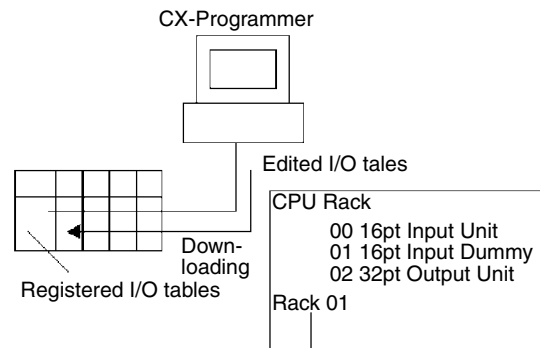 CX-Programmer
Edited I/O tales
Down-
loading
Registered I/O tables
CPU Rack
00 16pt Input Unit
01 16pt Input Dummy
02 32pt Output Unit
Rack 01